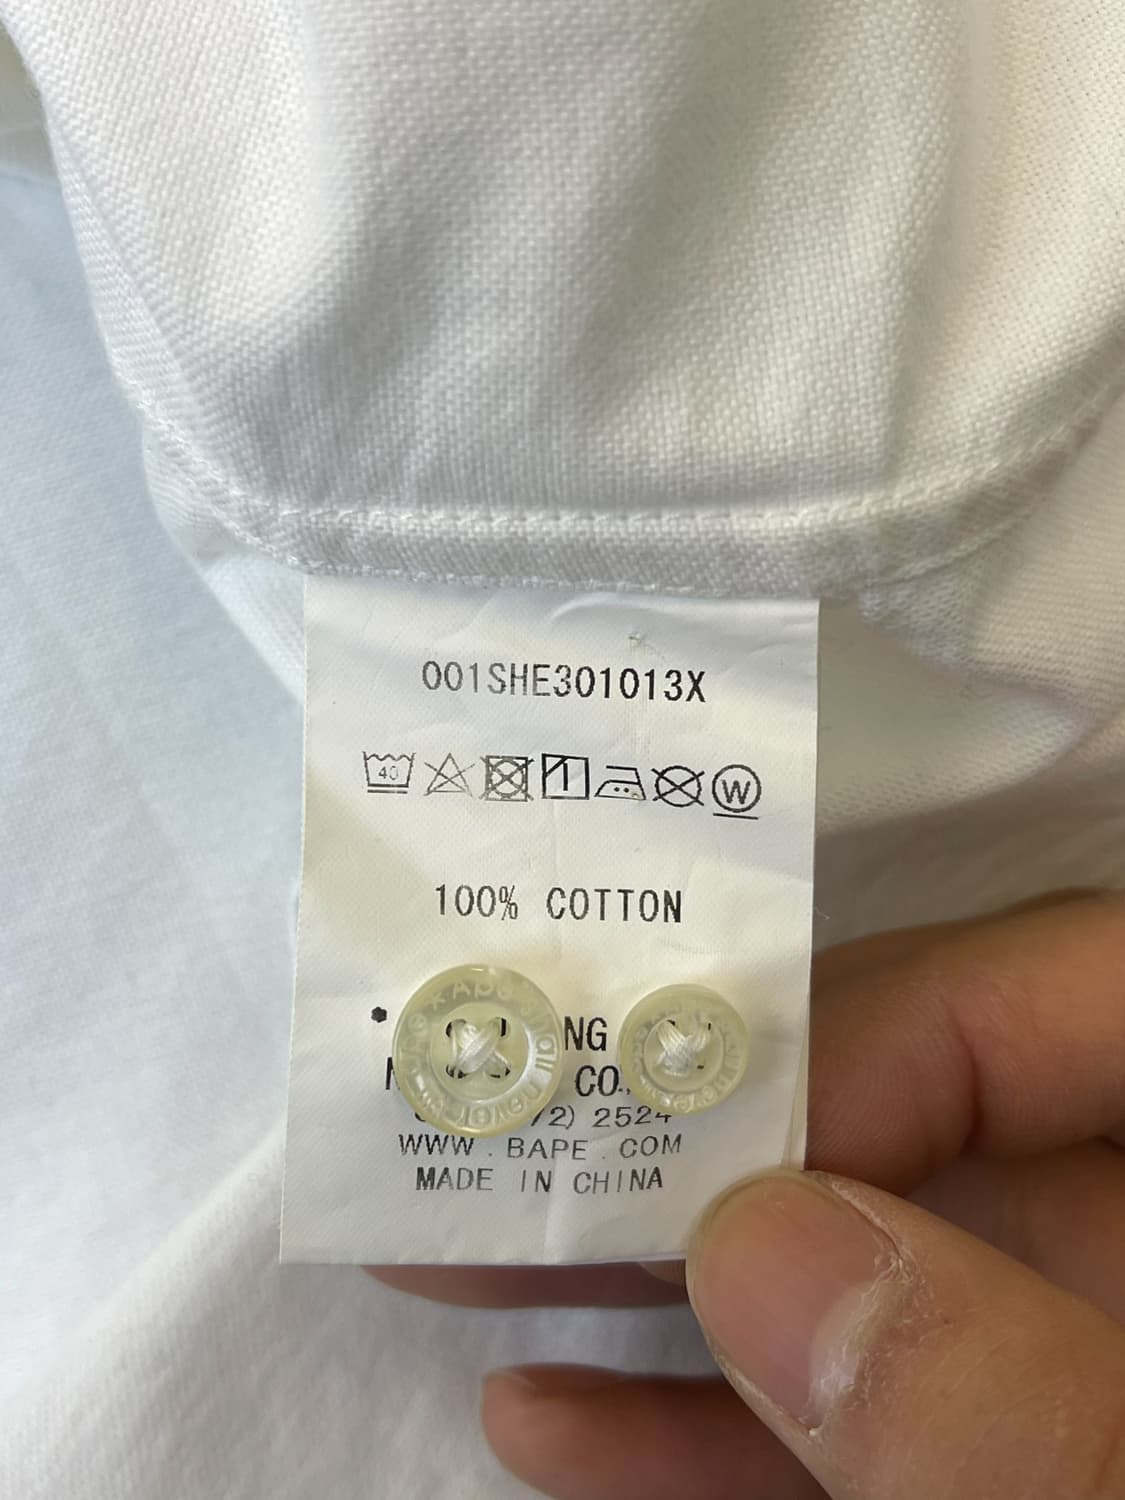 001SHE301013X
40
W
100% COTTON
NG
CO.,
72) 2524
WWW.BAPE.COM
MADE IN CHINA